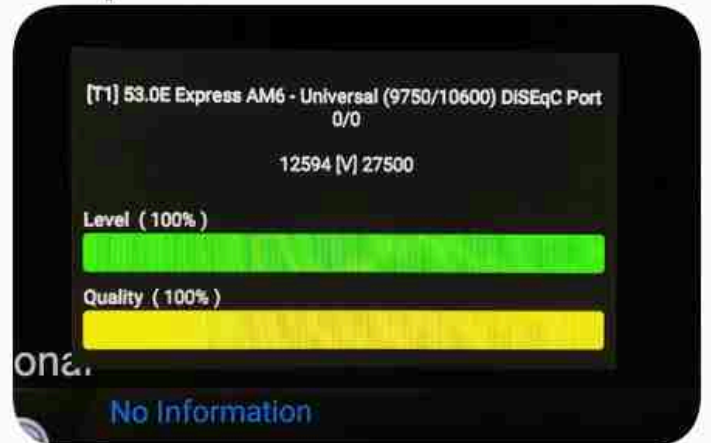 [T1] 53.0E Express AM6 - Universal (9750/10600) DiSEqC Port
0/0
12594 [V] 27500
Level ( 100% )
Quality ( 100% )
No Information